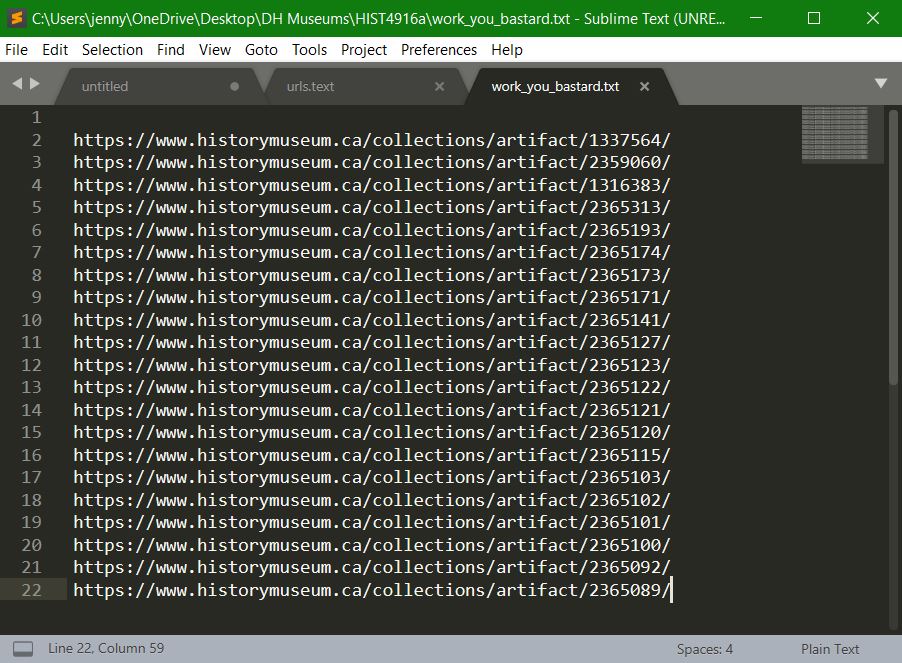 C:\Users\jenny\OneDrive\Desktop\DH Museums\HIST4916a\work_you_bastard.txt - Sublime Text (UNRE...
File Edit Selection Find View Goto Tools Project Preferences Help
untitled urls.text work_you_bastard.txt
1
2 https://www.historymuseum.ca/collections/artifact/1337564/
3 https://www.historymuseum.ca/collections/artifact/2359060/
4 https://www.historymuseum.ca/collections/artifact/1316383/
5 https://www.historymuseum.ca/collections/artifact/2365313/
6 https://www.historymuseum.ca/collections/artifact/2365193/
7 https://www.historymuseum.ca/collections/artifact/2365174/
8 https://www.historymuseum.ca/collections/artifact/2365173/
9 https://www.historymuseum.ca/collections/artifact/2365171/
10 https://www.historymuseum.ca/collections/artifact/2365141/
11 https://www.historymuseum.ca/collections/artifact/2365127/
12 https://www.historymuseum.ca/collections/artifact/2365123/
13 https://www.historymuseum.ca/collections/artifact/2365122/
14 https://www.historymuseum.ca/collections/artifact/2365121/
15 https://www.historymuseum.ca/collections/artifact/2365120/
16 https://www.historymuseum.ca/collections/artifact/2365115/
17 https://www.historymuseum.ca/collections/artifact/2365103/
18 https://www.historymuseum.ca/collections/artifact/2365102/
19 https://www.historymuseum.ca/collections/artifact/2365101/
20 https://www.historymuseum.ca/collections/artifact/2365100/
21 https://www.historymuseum.ca/collections/artifact/2365092/
22 https://www.historymuseum.ca/collections/artifact/2365089/
Line 22, Column 59 Spaces: 4 Plain Text